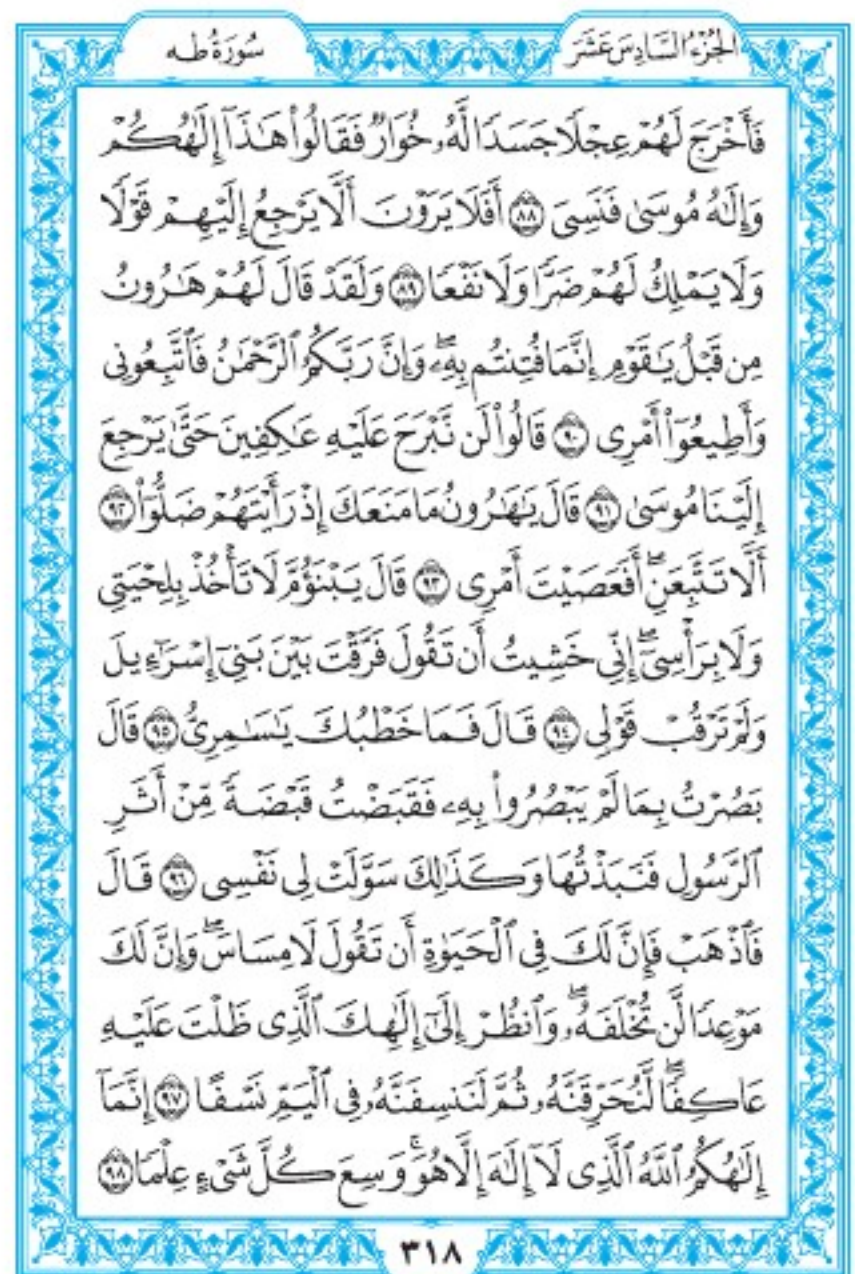 الجُزْءُ السَّادِسَ عَشَرَ
سُورَةُ طه
فَأَخْرَجَ لَهُمْ عِجْلًا جَسَدًا لَّهُۥ خُوَارٌ فَقَالُوا۟ هَـٰذَآ إِلَـٰهُكُمْ
وَإِلَـٰهُ مُوسَىٰ فَنَسِىَ ٨٨ أَفَلَا يَرَوْنَ أَلَّا يَرْجِعُ إِلَيْهِمْ قَوْلًا
وَلَا يَمْلِكُ لَهُمْ ضَرًّا وَلَا نَفْعًا ٨٩ وَلَقَدْ قَالَ لَهُمْ هَـٰرُونُ
مِن قَبْلُ يَـٰقَوْمِ إِنَّمَا فُتِنتُم بِهِۦۖ وَإِنَّ رَبَّكُمُ ٱلرَّحْمَـٰنُ فَٱتَّبِعُونِى
وَأَطِيعُوٓا۟ أَمْرِى ٩٠ قَالُوا۟ لَن نَّبْرَحَ عَلَيْهِ عَـٰكِفِينَ حَتَّىٰ يَرْجِعَ
إِلَيْنَا مُوسَىٰ ٩١ قَالَ يَـٰهَـٰرُونُ مَا مَنَعَكَ إِذْ رَأَيْتَهُمْ ضَلُّوٓا۟ ٩٢
أَلَّا تَتَّبِعَنِۖ أَفَعَصَيْتَ أَمْرِى ٩٣ قَالَ يَبْنَؤُمَّ لَا تَأْخُذْ بِلِحْيَتِى
وَلَا بِرَأْسِىٓۖ إِنِّى خَشِيتُ أَن تَقُولَ فَرَّقْتَ بَيْنَ بَنِىٓ إِسْرَـٰٓءِيلَ
وَلَمْ تَرْقُبْ قَوْلِى ٩٤ قَالَ فَمَا خَطْبُكَ يَـٰسَـٰمِرِىُّ ٩٥ قَالَ
بَصُرْتُ بِمَا لَمْ يَبْصُرُوا۟ بِهِۦ فَقَبَضْتُ قَبْضَةً مِّنْ أَثَرِ
ٱلرَّسُولِ فَنَبَذْتُهَا وَكَذَٰلِكَ سَوَّلَتْ لِى نَفْسِى ٩٦ قَالَ
فَٱذْهَبْ فَإِنَّ لَكَ فِى ٱلْحَيَوٰةِ أَن تَقُولَ لَا مِسَاسَۖ وَإِنَّ لَكَ
مَوْعِدًا لَّن تُخْلَفَهُۥۖ وَٱنظُرْ إِلَىٰٓ إِلَـٰهِكَ ٱلَّذِى ظَلْتَ عَلَيْهِ
عَاكِفًاۖ لَّنُحَرِّقَنَّهُۥ ثُمَّ لَنَنسِفَنَّهُۥ فِى ٱلْيَمِّ نَسْفًا ٩٧ إِنَّمَآ
إِلَـٰهُكُمُ ٱللَّهُ ٱلَّذِى لَآ إِلَـٰهَ إِلَّا هُوَۚ وَسِعَ كُلَّ شَىْءٍ عِلْمًا ٩٨
٣١٨